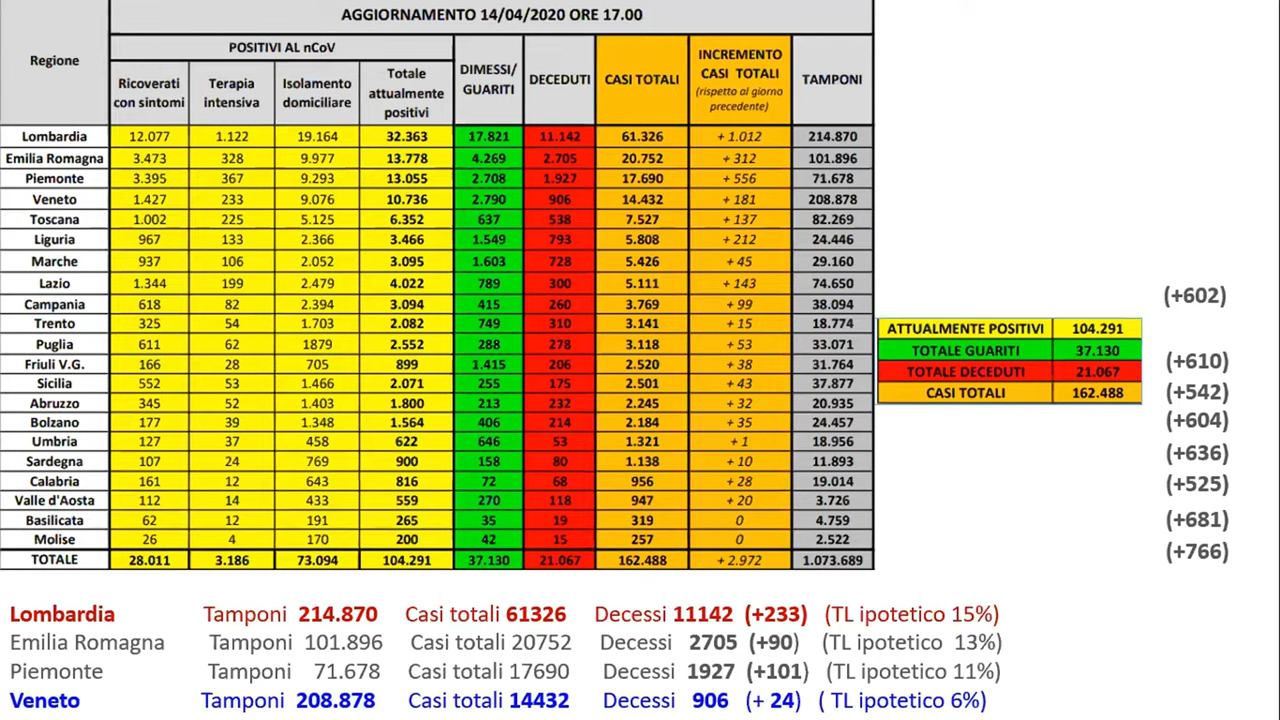 AGGIORNAMENTO 14/04/2020 ORE 17.00
Regione
POSITIVI AL nCoV
Ricoverati con sintomi
Terapia intensiva
Isolamento domiciliare
Totale attualmente positivi
DIMESSI/ GUARITI
DECEDUTI
CASI TOTALI
INCREMENTO CASI TOTALI (rispetto al giorno precedente)
TAMPONI
Lombardia 12.077 1.122 19.164 32.363 17.821 11.142 61.326 + 1.012 214.870
Emilia Romagna 3.473 328 9.977 13.778 4.269 2.705 20.752 + 312 101.896
Piemonte 3.395 367 9.293 13.055 2.708 1.927 17.690 + 556 71.678
Veneto 1.427 233 9.076 10.736 2.790 906 14.432 + 181 208.878
Toscana 1.002 225 5.125 6.352 637 538 7.527 + 137 82.269
Liguria 967 133 2.366 3.466 1.549 793 5.808 + 212 24.446
Marche 937 106 2.052 3.095 1.603 728 5.426 + 45 29.160
Lazio 1.344 199 2.479 4.022 789 300 5.111 + 143 74.650
Campania 618 82 2.394 3.094 415 260 3.769 + 99 38.094
Trento 325 54 1.703 2.082 749 310 3.141 + 15 18.774
Puglia 611 62 1879 2.552 288 278 3.118 + 53 33.071
Friuli V.G. 166 28 705 899 1.415 206 2.520 + 38 31.764
Sicilia 552 53 1.466 2.071 255 175 2.501 + 43 37.877
Abruzzo 345 52 1.403 1.800 213 232 2.245 + 32 20.935
Bolzano 177 39 1.348 1.564 406 214 2.184 + 35 24.457
Umbria 127 37 458 622 646 53 1.321 + 1 18.956
Sardegna 107 24 769 900 158 80 1.138 + 10 11.893
Calabria 161 12 643 816 72 68 956 + 28 19.014
Valle d'Aosta 112 14 433 559 270 118 947 + 20 3.726
Basilicata 62 12 191 265 35 19 319 0 4.759
Molise 26 4 170 200 42 15 257 0 2.522
TOTALE 28.011 3.186 73.094 104.291 37.130 21.067 162.488 + 2.972 1.073.689
ATTUALMENTE POSITIVI 104.291
TOTALE GUARITI 37.130
TOTALE DECEDUTI 21.067
CASI TOTALI 162.488
(+602)
(+610)
(+542)
(+604)
(+636)
(+525)
(+681)
(+766)
Lombardia Tamponi 214.870 Casi totali 61326 Decessi 11142 (+233) (TL ipotetico 15%)
Emilia Romagna Tamponi 101.896 Casi totali 20752 Decessi 2705 (+90) (TL ipotetico 13%)
Piemonte Tamponi 71.678 Casi totali 17690 Decessi 1927 (+101) (TL ipotetico 11%)
Veneto Tamponi 208.878 Casi totali 14432 Decessi 906 (+ 24) ( TL ipotetico 6%)